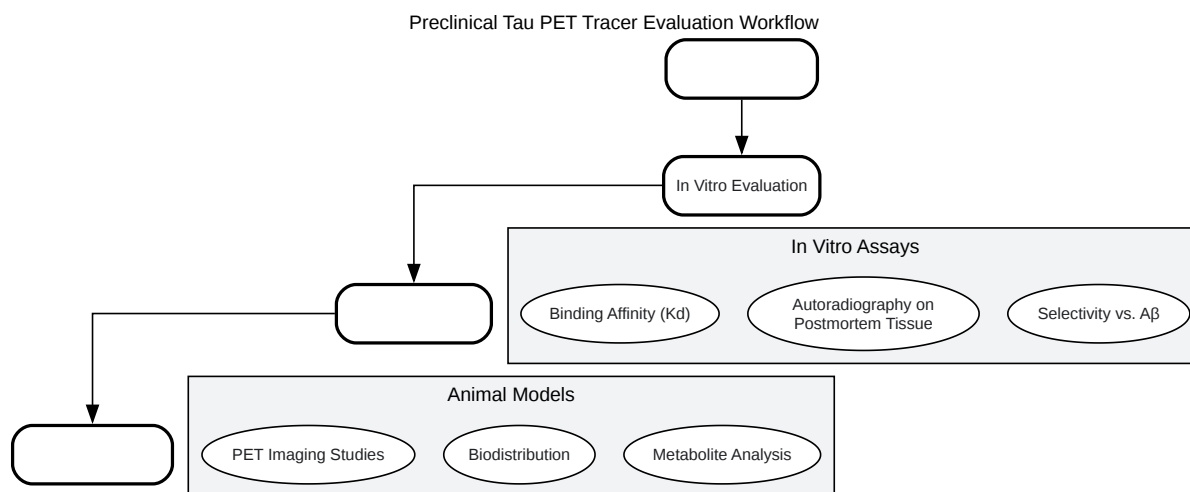 Preclinical Tau PET Tracer Evaluation Workflow
In Vitro Evaluation
In Vitro Assays
Binding Affinity (Kd)
Autoradiography on
Postmortem Tissue
Selectivity vs. Aβ
Animal Models
PET Imaging Studies
Biodistribution
Metabolite Analysis